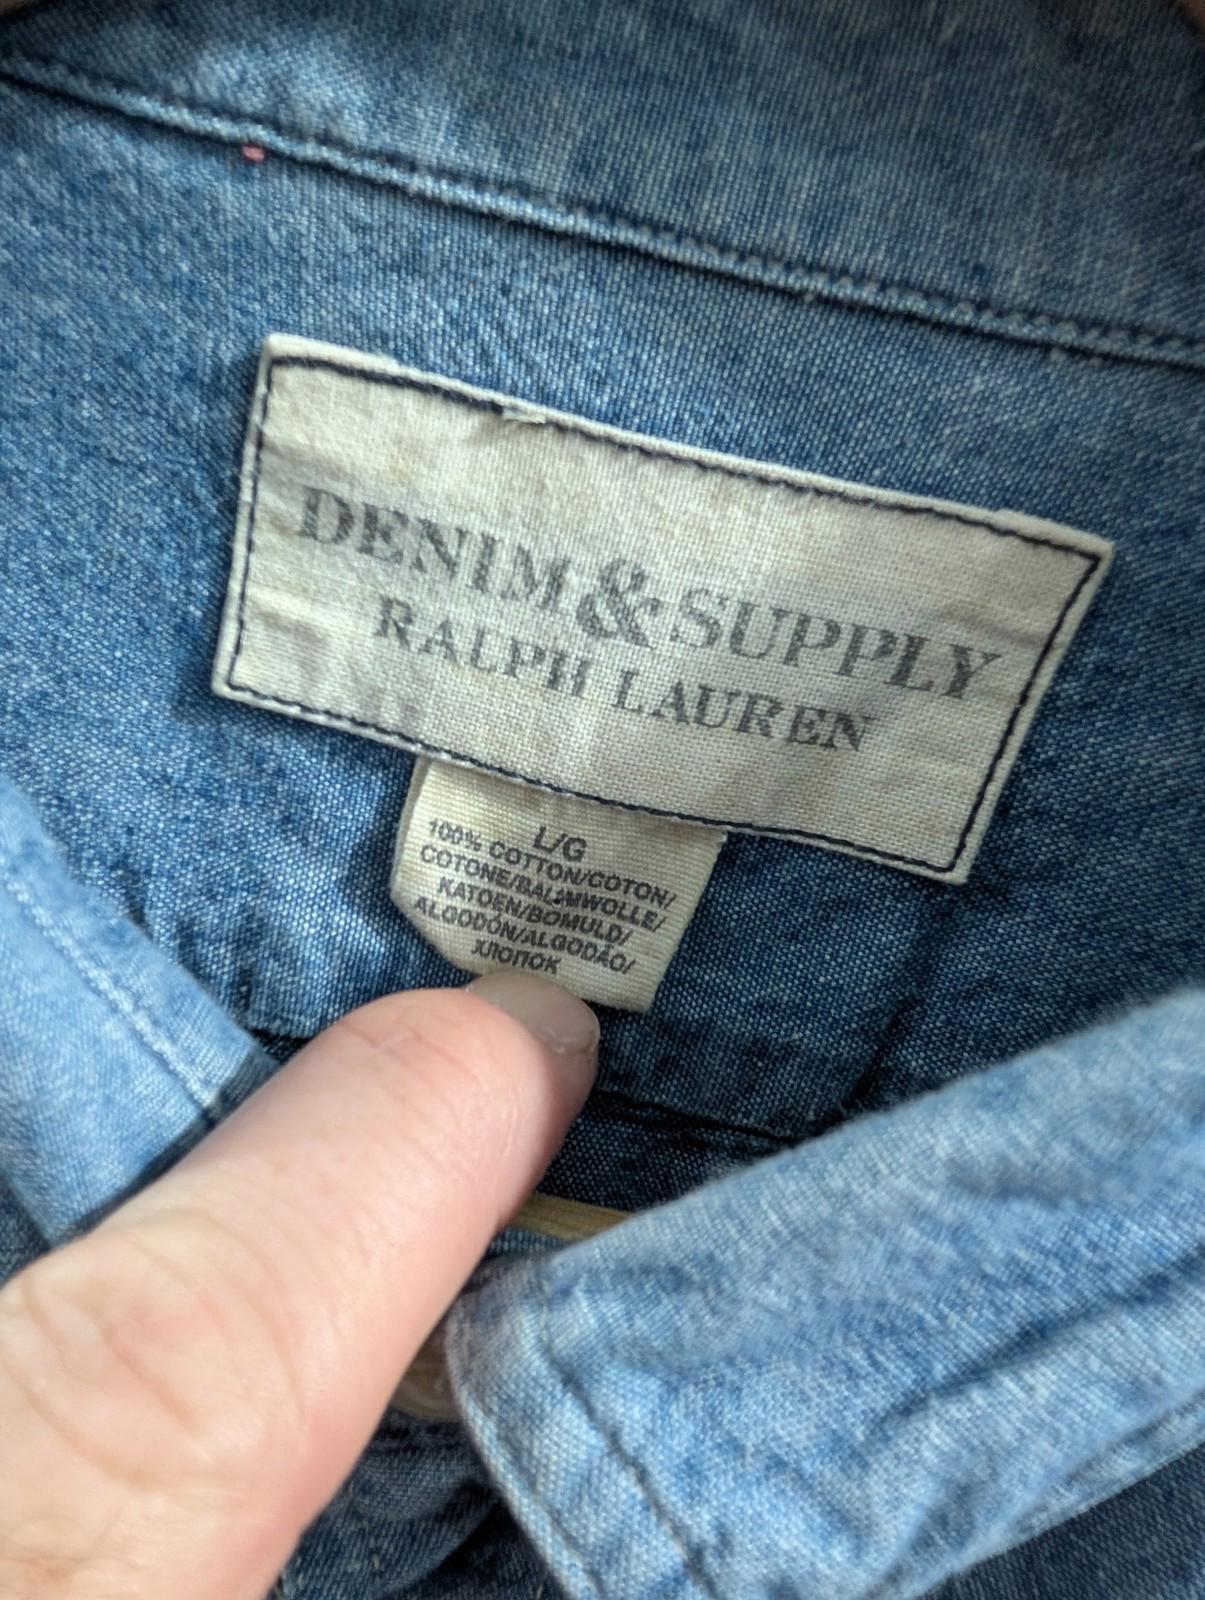 DENIM&SUPPLY
RALPH LAUREN
L/G
100% COTTON/COTON/
COTONE/BAUMWOLLE/
KATOEN/BOMULD/
ALGODÓN/ALGODÃO/
ХЛОПОК